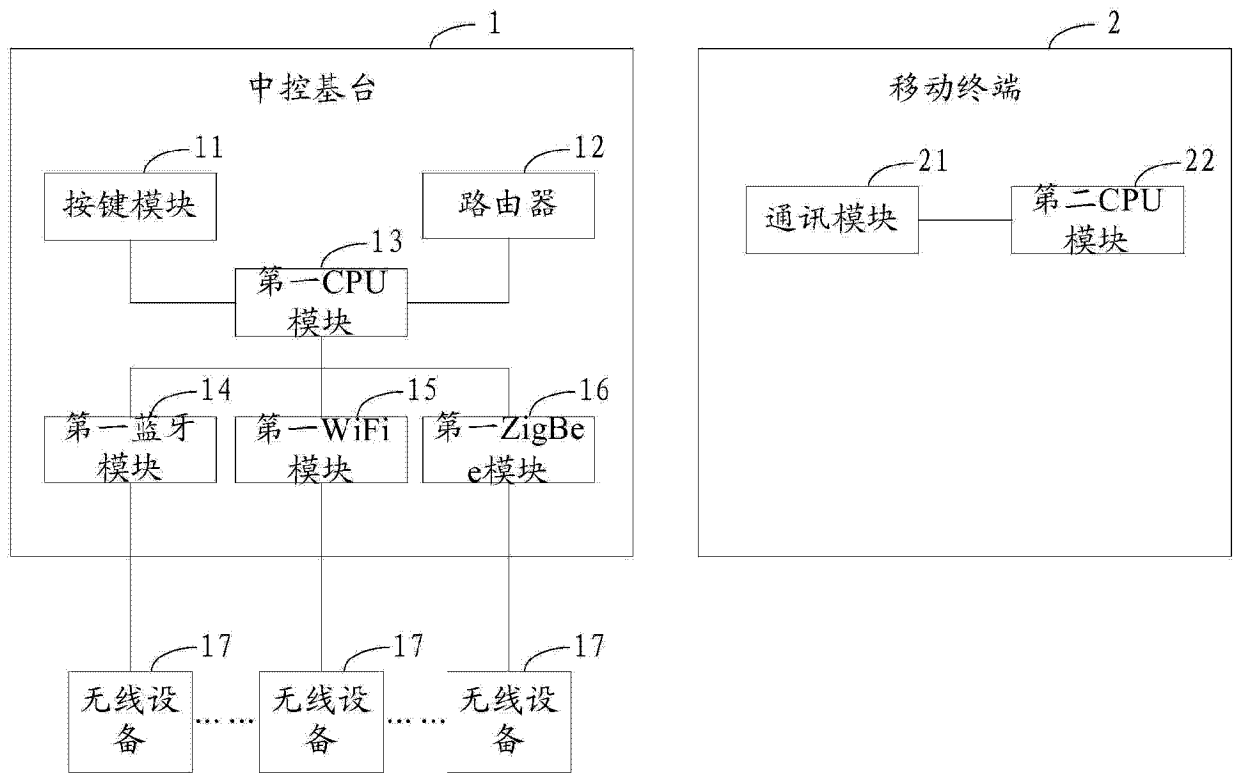 1
中控基台
11
按键模块
12
路由器
13
第一CPU
模块
14
第一蓝牙
模块
15
第一WiFi
模块
16
第一ZigBe
e模块
17
无线设
备
……
17
无线设
备
……
17
无线设
备
2
移动终端
21
通讯模块
22
第二CPU
模块